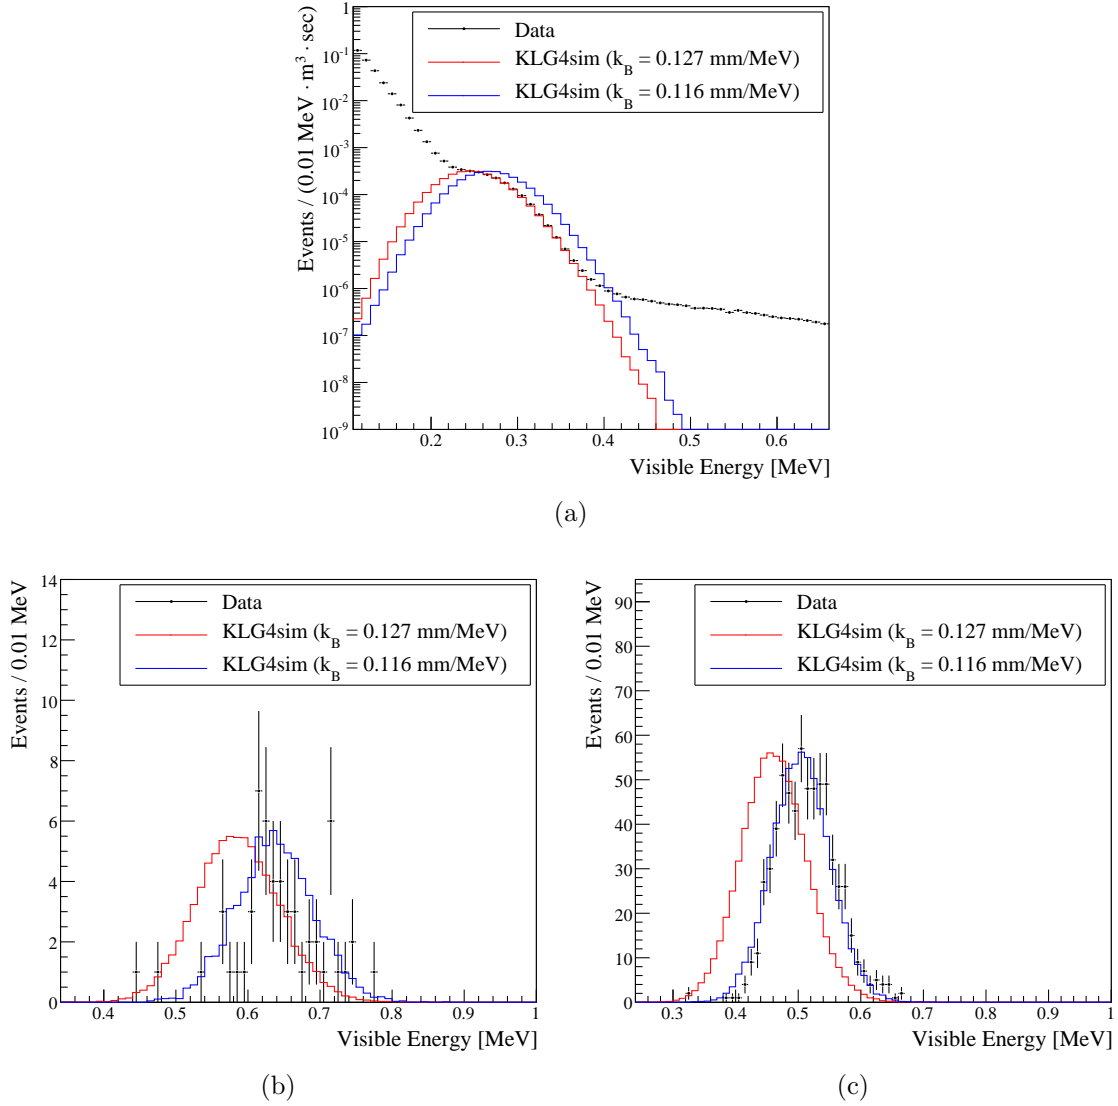 Data
KLG4sim (k_B = 0.127 mm/MeV)
KLG4sim (k_B = 0.116 mm/MeV)
Events / (0.01 MeV · m³ · sec)
1
10⁻¹
10⁻²
10⁻³
10⁻⁴
10⁻⁵
10⁻⁶
10⁻⁷
10⁻⁸
10⁻⁹
0.2 0.3 0.4 0.5 0.6
Visible Energy [MeV]
(a)
Data
KLG4sim (k_B = 0.127 mm/MeV)
KLG4sim (k_B = 0.116 mm/MeV)
Events / 0.01 MeV
14
12
10
8
6
4
2
0
0.4 0.5 0.6 0.7 0.8 0.9 1
Visible Energy [MeV]
(b)
Data
KLG4sim (k_B = 0.127 mm/MeV)
KLG4sim (k_B = 0.116 mm/MeV)
Events / 0.01 MeV
90
80
70
60
50
40
30
20
10
0
0.3 0.4 0.5 0.6 0.7 0.8 0.9 1
Visible Energy [MeV]
(c)